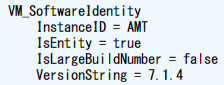 VM_SoftwareIdentity
InstanceID = AMT
IsEntity = true
IsLargeBuildNumber = false
VersionString = 7.1.4